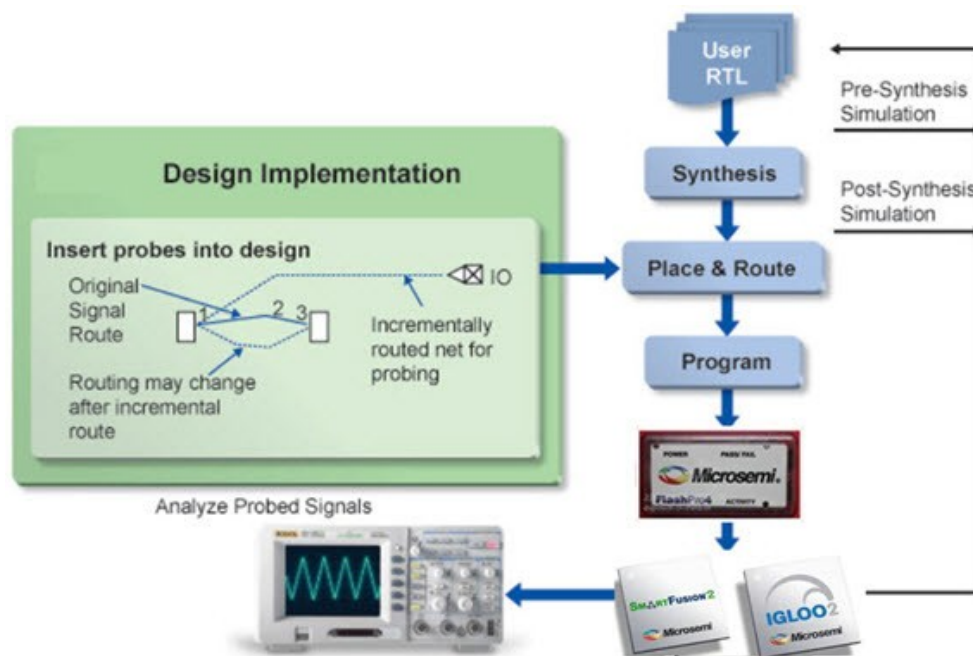 User
RTL
Pre-Synthesis
Simulation
Synthesis
Post-Synthesis
Simulation
Place & Route
Program
Design Implementation
Insert probes into design
Original
Signal
Route
1
2
3
IO
Incrementally
routed net for
probing
Routing may change
after incremental
route
POWER
PASS/FAIL
Microsemi.
FlashPro4
ACTIVITY
Analyze Probed Signals
SMARTFUSION2
Microsemi
IGLOO2
Microsemi